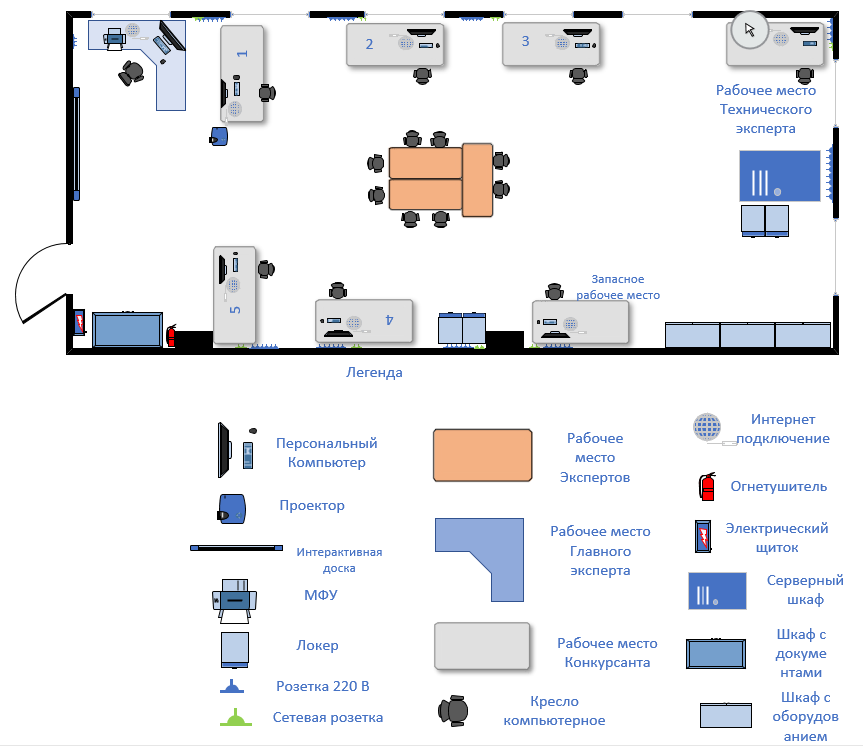 1
2
3
Рабочее место
Технического
эксперта
Запасное
рабочее место
5
4
Легенда
Персональный
Компьютер
Проектор
Интерактивная
доска
МФУ
Локер
Розетка 220 В
Сетевая розетка
Рабочее
место
Экспертов
Рабочее место
Главного
эксперта
Рабочее место
Конкурсанта
Кресло
компьютерное
Интернет
подключение
Огнетушитель
Электрический
щиток
Серверный
шкаф
Шкаф с
докуме
нтами
Шкаф с
оборудов
анием